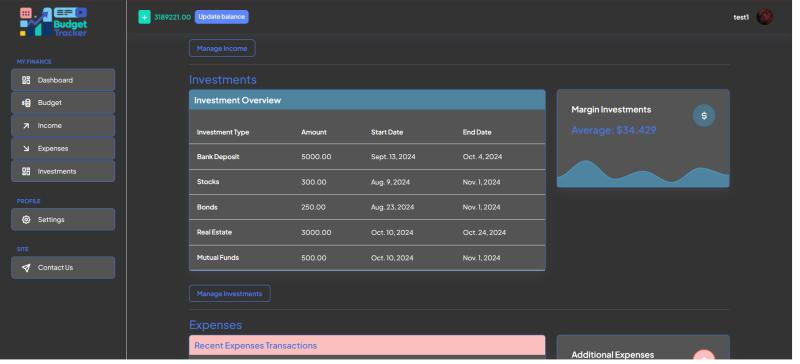 Budget
Tracker
+ 3189221.00 Update balance
test1
MY FINANCE
Dashboard
Budget
Income
Expenses
Investments
PROFILE
Settings
SITE
Contact Us
Manage Income
Investments
Investment Overview
Investment Type Amount Start Date End Date
Bank Deposit 5000.00 Sept. 13, 2024 Oct. 4, 2024
Stocks 300.00 Aug. 9, 2024 Nov. 1, 2024
Bonds 250.00 Aug. 23, 2024 Nov. 1, 2024
Real Estate 3000.00 Oct. 10, 2024 Oct. 24, 2024
Mutual Funds 500.00 Oct. 10, 2024 Nov. 1, 2024
Margin Investments
$
Average: $34.429
Manage Investments
Expenses
Recent Expenses Transactions
Additional Expenses